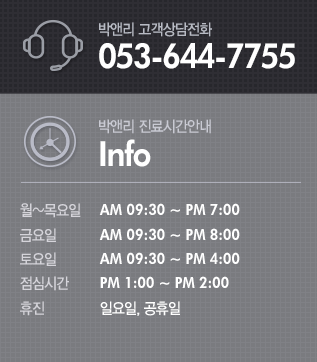 박앤리 고객상담전화
053-644-7755
박앤리 진료시간안내
Info
월~목요일 AM 09:30 ~ PM 7:00
금요일 AM 09:30 ~ PM 8:00
토요일 AM 09:30 ~ PM 4:00
점심시간 PM 1:00 ~ PM 2:00
휴진 일요일, 공휴일